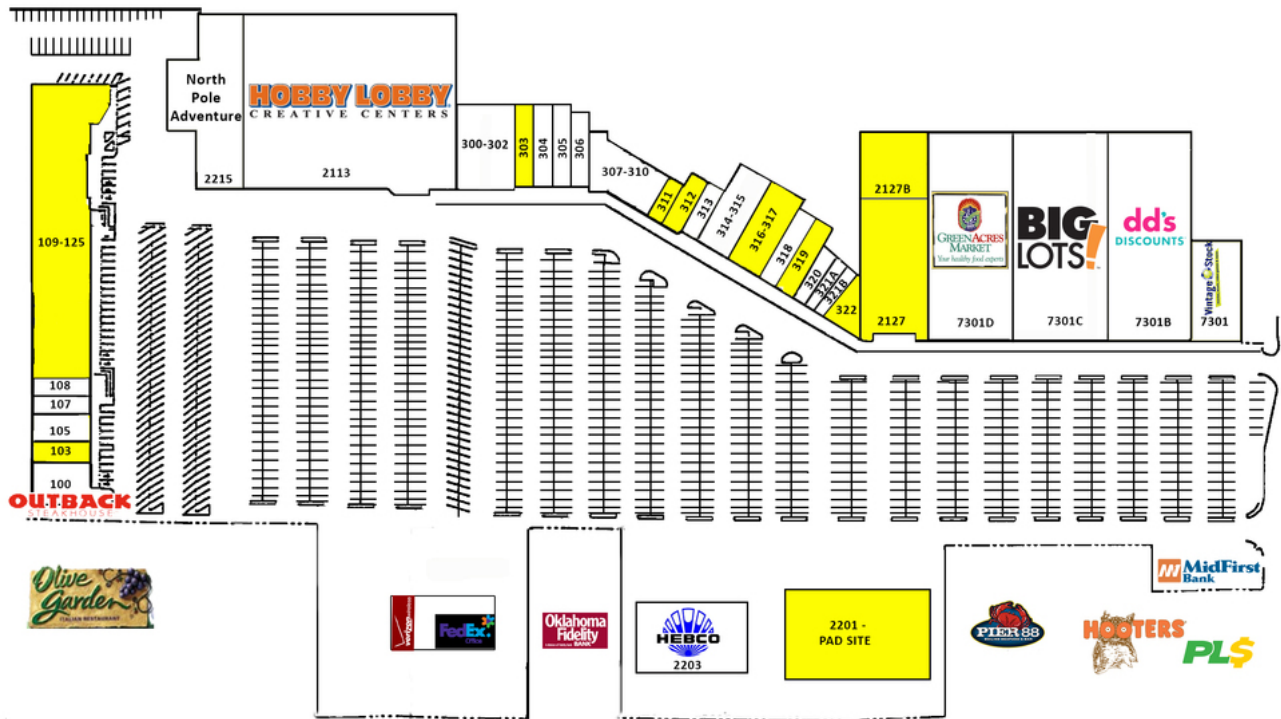 North
Pole
Adventure
2215
HOBBY LOBBY
CREATIVE CENTERS
2113
300-302
303
304
305
306
307-310
311
312
313
314-315
316-317
318
319
320
321A
321B
322
2127B
2127
GREENACRES
MARKET
Your healthy food experts
7301D
BIG
LOTS!
7301C
dd's
DISCOUNTS
7301B
Vintage Stock
7301
109-125
108
107
105
103
100
OUTBACK
STEAKHOUSE
Olive
Garden
ITALIAN RESTAURANT
verizon
FedEx
Office
Oklahoma
Fidelity
BANK
HEBCO
2203
2201 -
PAD SITE
PIER 88
HOOTERS
MidFirst
Bank
PL$